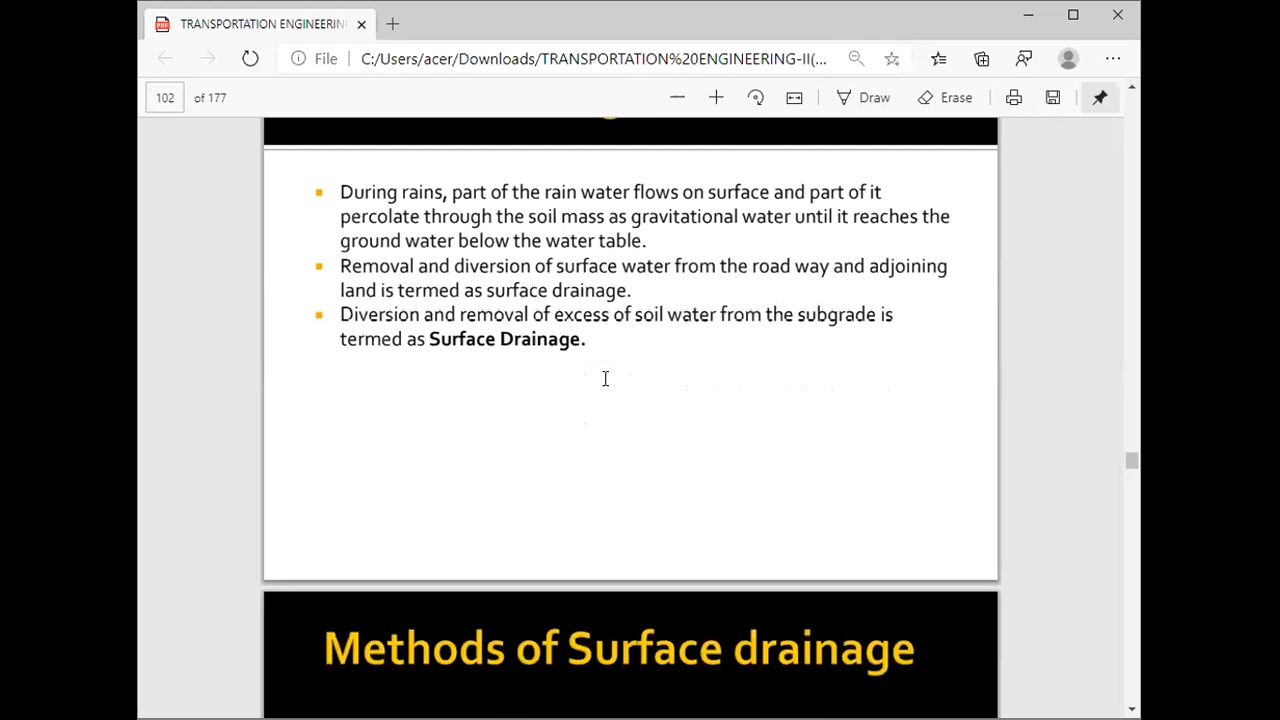 TRANSPORTATION ENGINEERIN
File
C:/Users/acer/Downloads/TRANSPORTATION%20ENGINEERING-II(...
102 of 177
Draw
Erase
During rains, part of the rain water flows on surface and part of it
percolate through the soil mass as gravitational water until it reaches the
ground water below the water table.
Removal and diversion of surface water from the road way and adjoining
land is termed as surface drainage.
Diversion and removal of excess of soil water from the subgrade is
termed as Surface Drainage.
Methods of Surface drainage